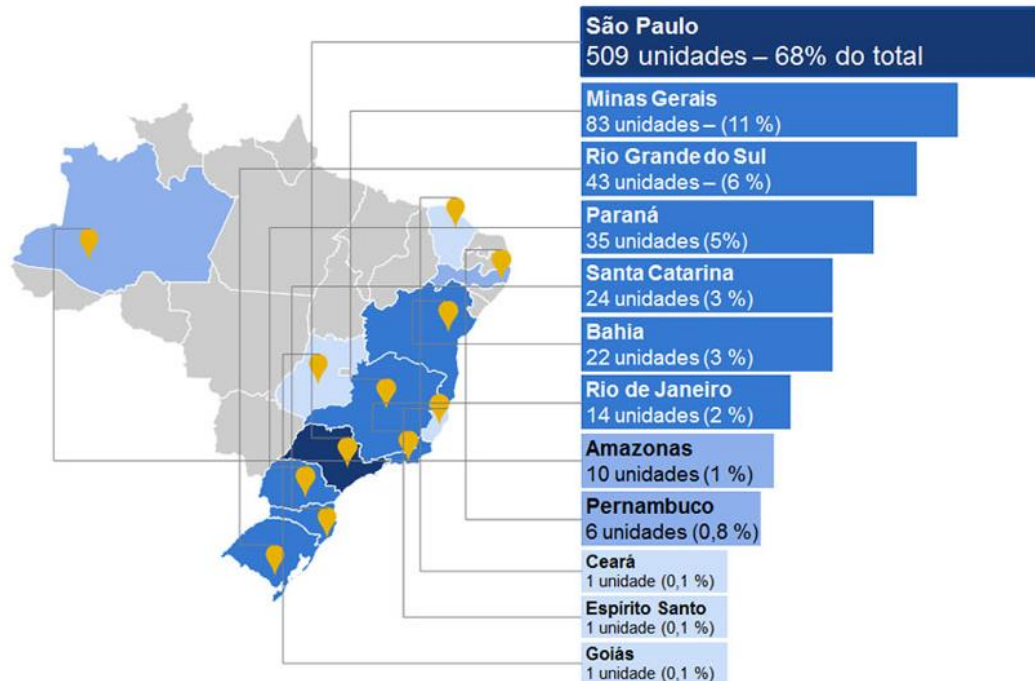 São Paulo
509 unidades – 68% do total
Minas Gerais
83 unidades – (11 %)
Rio Grande do Sul
43 unidades – (6 %)
Paraná
35 unidades (5%)
Santa Catarina
24 unidades (3 %)
Bahia
22 unidades (3 %)
Rio de Janeiro
14 unidades (2 %)
Amazonas
10 unidades (1 %)
Pernambuco
6 unidades (0,8 %)
Ceará
1 unidade (0,1 %)
Espírito Santo
1 unidade (0,1 %)
Goiás
1 unidade (0,1 %)